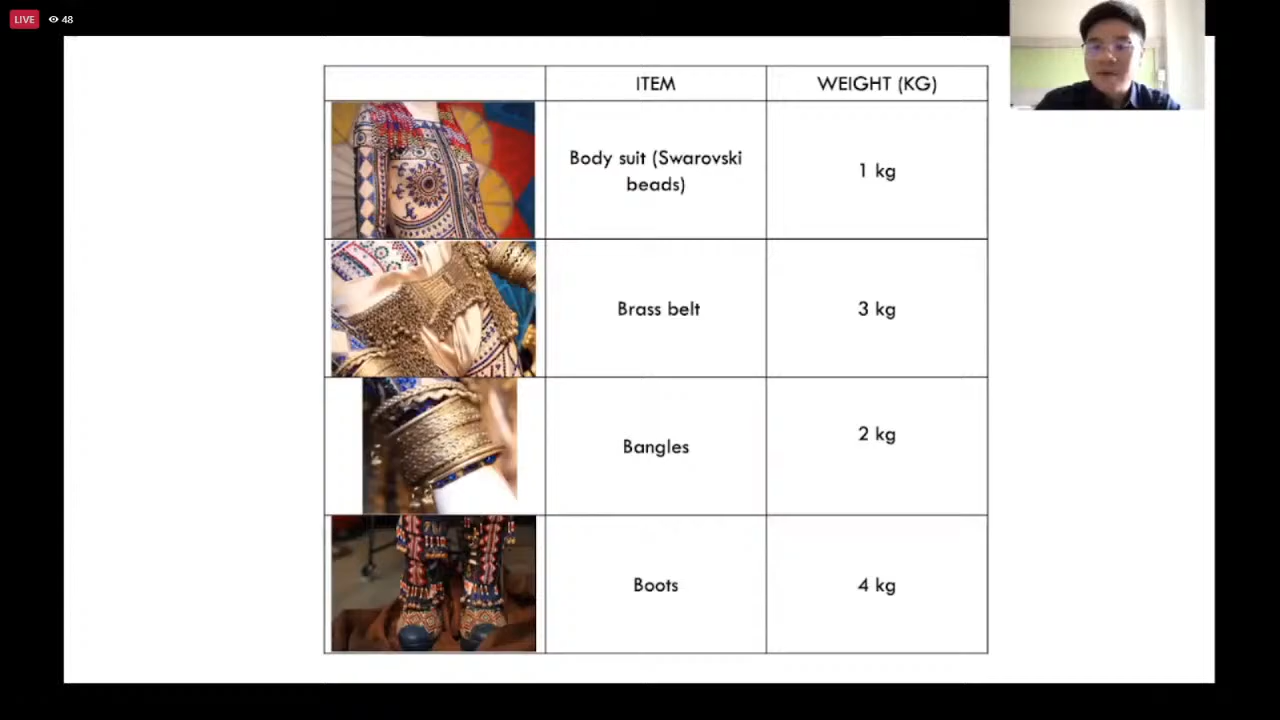 LIVE 48
ITEM
WEIGHT (KG)
Body suit (Swarovski
beads)
1 kg
Brass belt
3 kg
Bangles
2 kg
Boots
4 kg